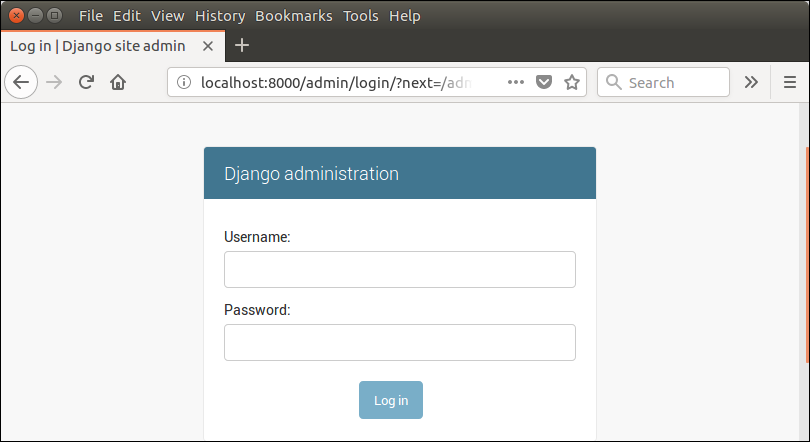 File Edit View History Bookmarks Tools Help
Log in | Django site admin
localhost:8000/admin/login/?next=/adn
Search
Django administration
Username:
Password:
Log in